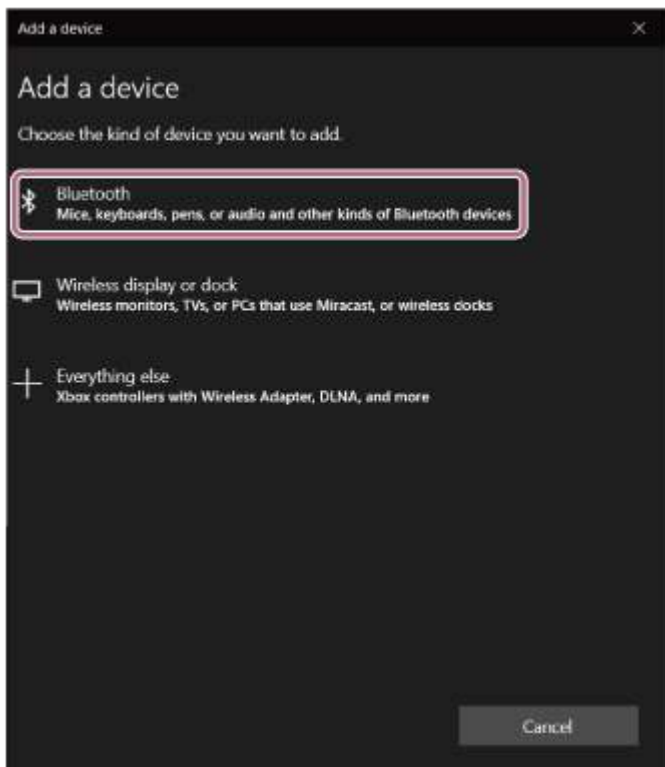 Add a device
Add a device
Choose the kind of device you want to add.
Bluetooth
Mice, keyboards, pens, or audio and other kinds of Bluetooth devices
Wireless display or dock
Wireless monitors, TVs, or PCs that use Miracast, or wireless docks
Everything else
Xbox controllers with Wireless Adapter, DLNA, and more
Cancel